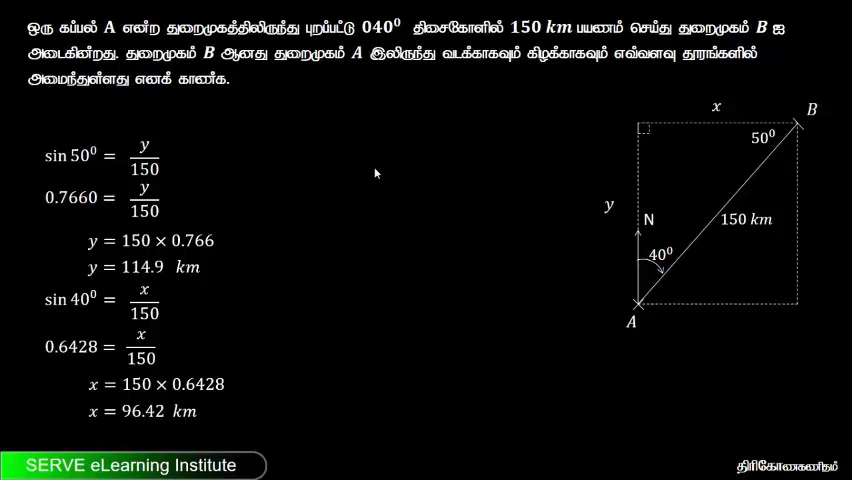 ஒரு கப்பல் A என்ற துறைமுகத்திலிருந்து புறப்பட்டு 040⁰ திசைகோளில் 150 km பயணம் செய்து துறைமுகம் B ஐ
அடைகின்றது. துறைமுகம் B ஆனது துறைமுகம் A இலிருந்து வடக்காகவும் கிழக்காகவும் எவ்வளவு தூரங்களில்
அமைந்துள்ளது எனக் காண்க.
sin 50⁰ = y/150
0.7660 = y/150
y = 150 × 0.766
y = 114.9 km
sin 40⁰ = x/150
0.6428 = x/150
x = 150 × 0.6428
x = 96.42 km
x
B
50⁰
y
N
150 km
40⁰
A
SERVE eLearning Institute
திரிகோணகணிதம்